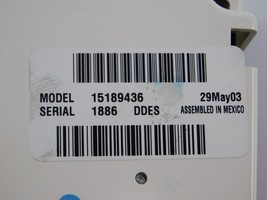 MODEL 15189436 29May03
SERIAL 1886 DDES ASSEMBLED IN MEXICO